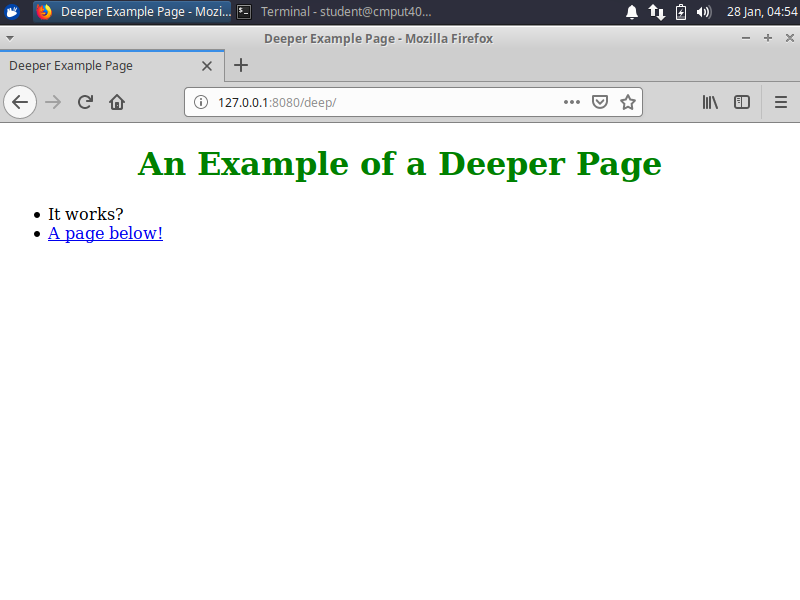 Deeper Example Page - Mozi... Terminal - student@cmput40... 28 Jan, 04:54
Deeper Example Page - Mozilla Firefox
Deeper Example Page
127.0.0.1:8080/deep/
An Example of a Deeper Page
• It works?
• A page below!